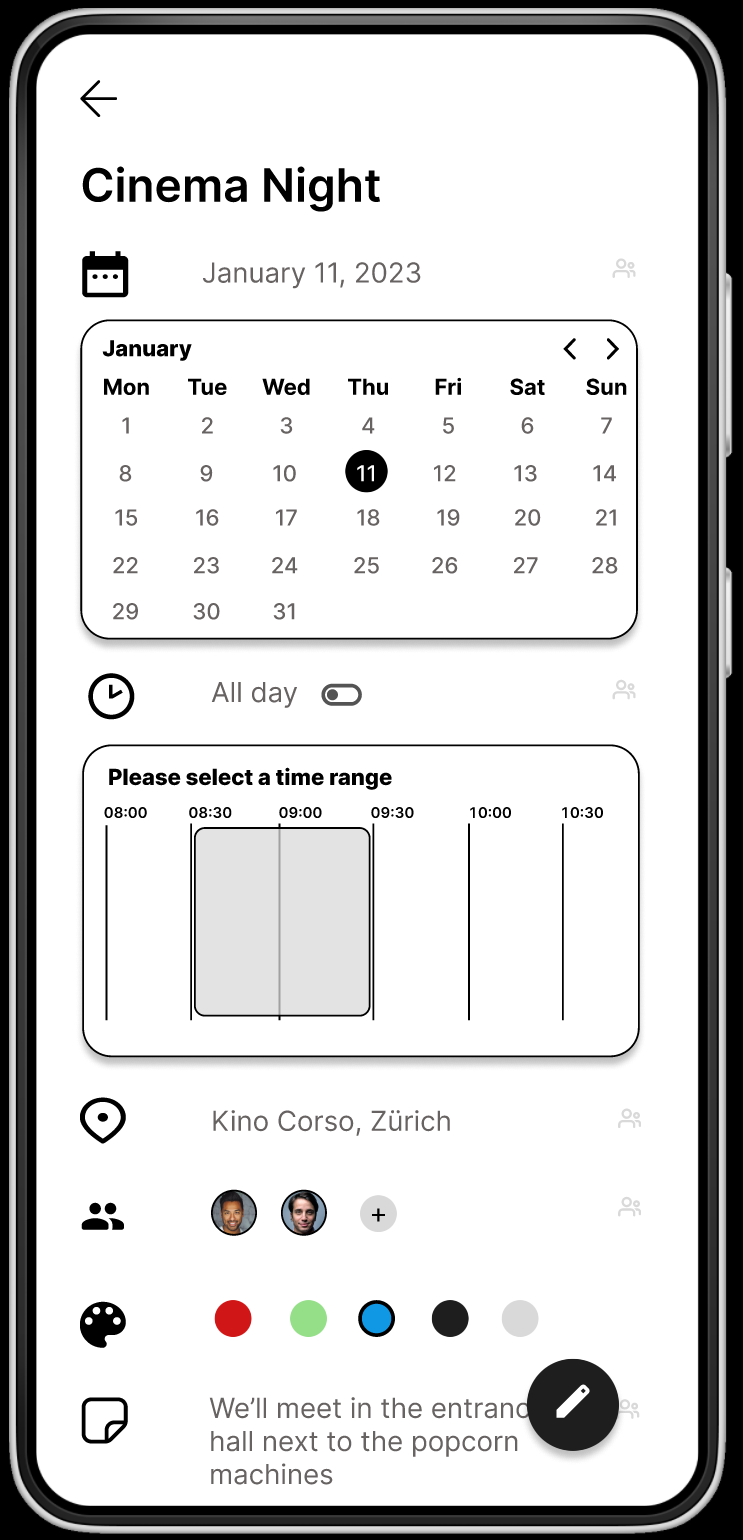 Cinema Night
January 11, 2023
January
Mon Tue Wed Thu Fri Sat Sun
1 2 3 4 5 6 7
8 9 10 11 12 13 14
15 16 17 18 19 20 21
22 23 24 25 26 27 28
29 30 31
All day
Please select a time range
08:00 08:30 09:00 09:30 10:00 10:30
Kino Corso, Zürich
+
We’ll meet in the entranc
hall next to the popcorn
machines